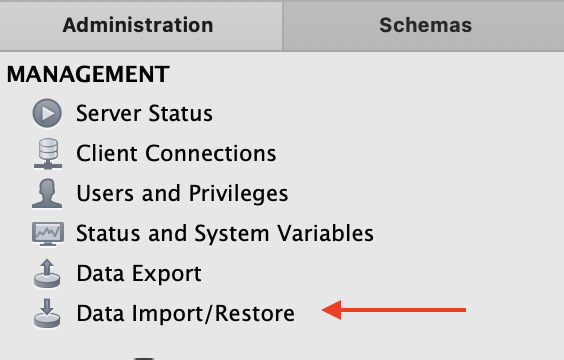 Administration
Schemas
MANAGEMENT
Server Status
Client Connections
Users and Privileges
Status and System Variables
Data Export
Data Import/Restore